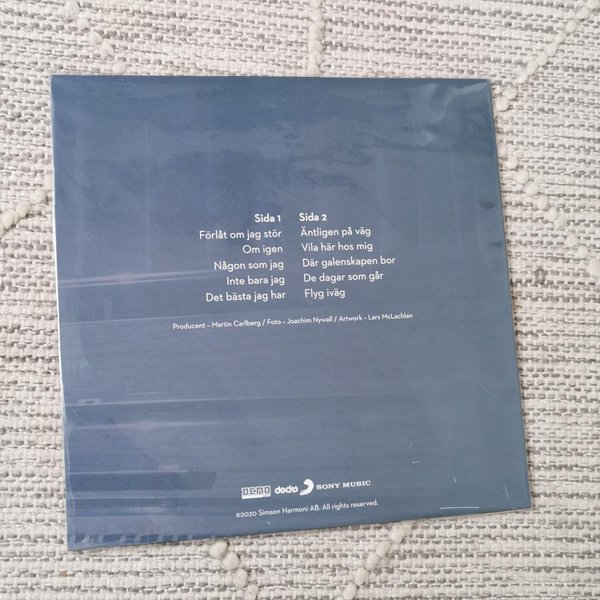 Sida 1 Sida 2
Förlåt om jag stör Äntligen på väg
Om igen Vila här hos mig
Någon som jag Där galenskapen bor
Inte bara jag De dagar som går
Det bästa jag har Flyg iväg
Producent – Martin Carlberg / Foto – Joachim Nywall / Artwork – Lars McLachlan
DEMD docks SONY MUSIC
©2020 Simson Harmoni AB. All rights reserved.